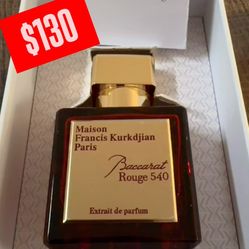 $130
Maison
Francis Kurkdjian
Paris
Baccarat
Rouge 540
Extrait de parfum